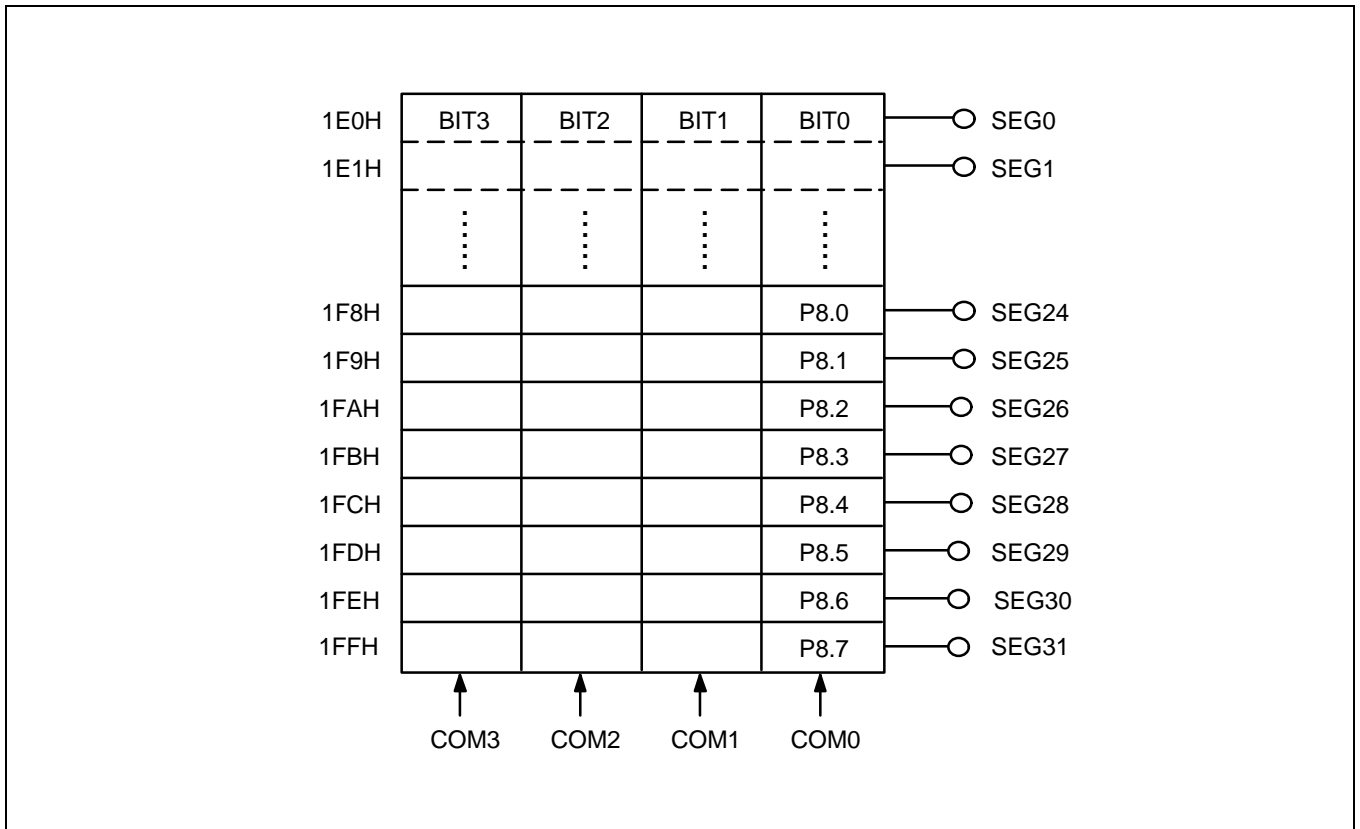 1E0H BIT3 BIT2 BIT1 BIT0 SEG0
1E1H SEG1
1F8H P8.0 SEG24
1F9H P8.1 SEG25
1FAH P8.2 SEG26
1FBH P8.3 SEG27
1FCH P8.4 SEG28
1FDH P8.5 SEG29
1FEH P8.6 SEG30
1FFH P8.7 SEG31
COM3 COM2 COM1 COM0